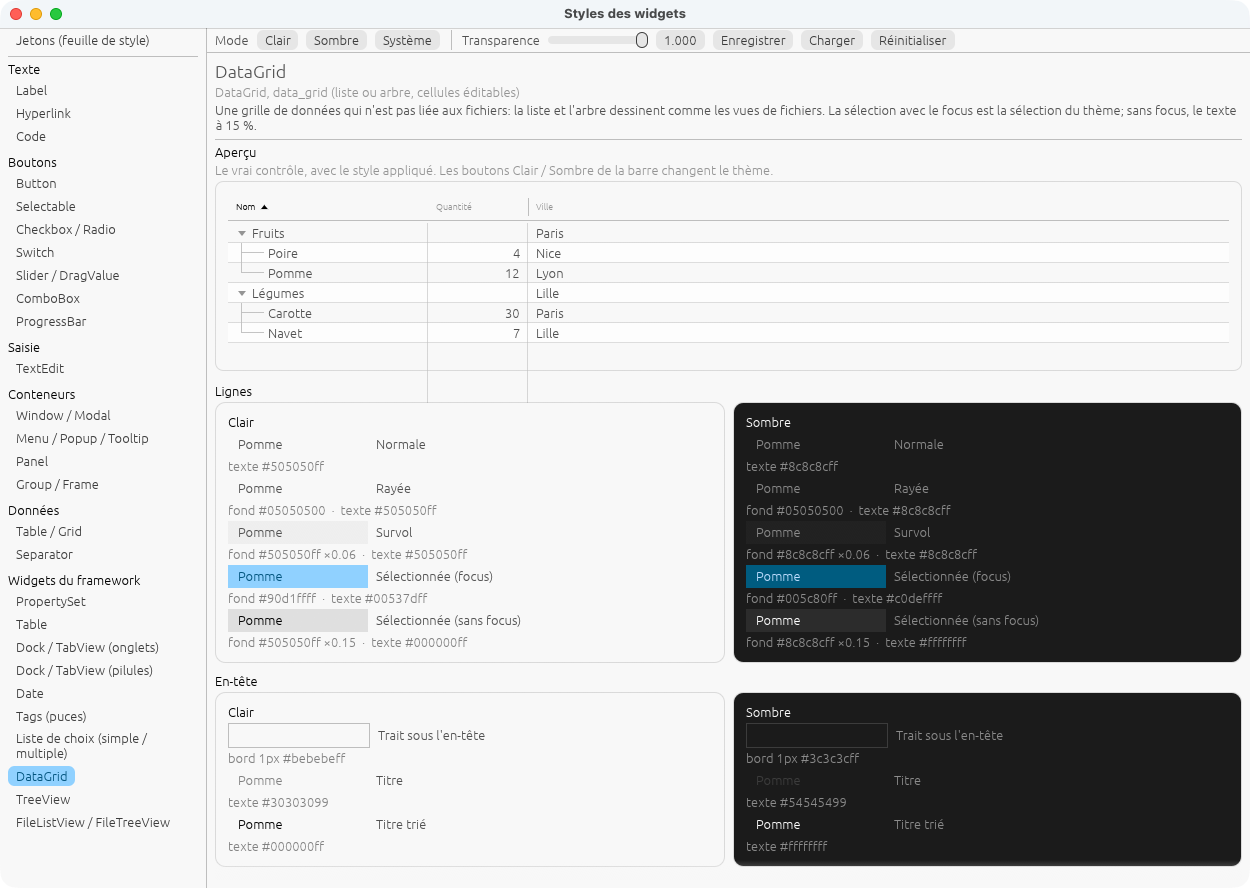 Styles des widgets
Jetons (feuille de style)
Texte
Label
Hyperlink
Code
Boutons
Button
Selectable
Checkbox / Radio
Switch
Slider / DragValue
ComboBox
ProgressBar
Saisie
TextEdit
Conteneurs
Window / Modal
Menu / Popup / Tooltip
Panel
Group / Frame
Données
Table / Grid
Separator
Widgets du framework
PropertySet
Table
Dock / TabView (onglets)
Dock / TabView (pilules)
Date
Tags (puces)
Liste de choix (simple /
multiple)
DataGrid
TreeView
FileListView / FileTreeView
Mode Clair Sombre Système Transparence 1.000 Enregistrer Charger Réinitialiser
DataGrid
DataGrid, data_grid (liste ou arbre, cellules éditables)
Une grille de données qui n'est pas liée aux fichiers: la liste et l'arbre dessinent comme les vues de fichiers. La sélection avec le focus est la sélection du thème; sans focus, le texte
à 15 %.
Aperçu
Le vrai contrôle, avec le style appliqué. Les boutons Clair / Sombre de la barre changent le thème.
Nom Quantité Ville
Fruits Paris
Poire 4 Nice
Pomme 12 Lyon
Légumes Lille
Carotte 30 Paris
Navet 7 Lille
Lignes
Clair
Pomme Normale
texte #505050ff
Pomme Rayée
fond #05050500 · texte #505050ff
Pomme Survol
fond #505050ff ×0.06 · texte #505050ff
Pomme Sélectionnée (focus)
fond #90d1ffff · texte #00537dff
Pomme Sélectionnée (sans focus)
fond #505050ff ×0.15 · texte #000000ff
Sombre
Pomme Normale
texte #8c8c8cff
Pomme Rayée
fond #05050500 · texte #8c8c8cff
Pomme Survol
fond #8c8c8cff ×0.06 · texte #8c8c8cff
Pomme Sélectionnée (focus)
fond #005c80ff · texte #c0deffff
Pomme Sélectionnée (sans focus)
fond #8c8c8cff ×0.15 · texte #ffffffff
En-tête
Clair
Trait sous l'en-tête
bord 1px #bebebeff
Pomme Titre
texte #30303099
Pomme Titre trié
texte #000000ff
Sombre
Trait sous l'en-tête
bord 1px #3c3c3cff
Pomme Titre
texte #54545499
Pomme Titre trié
texte #ffffffff